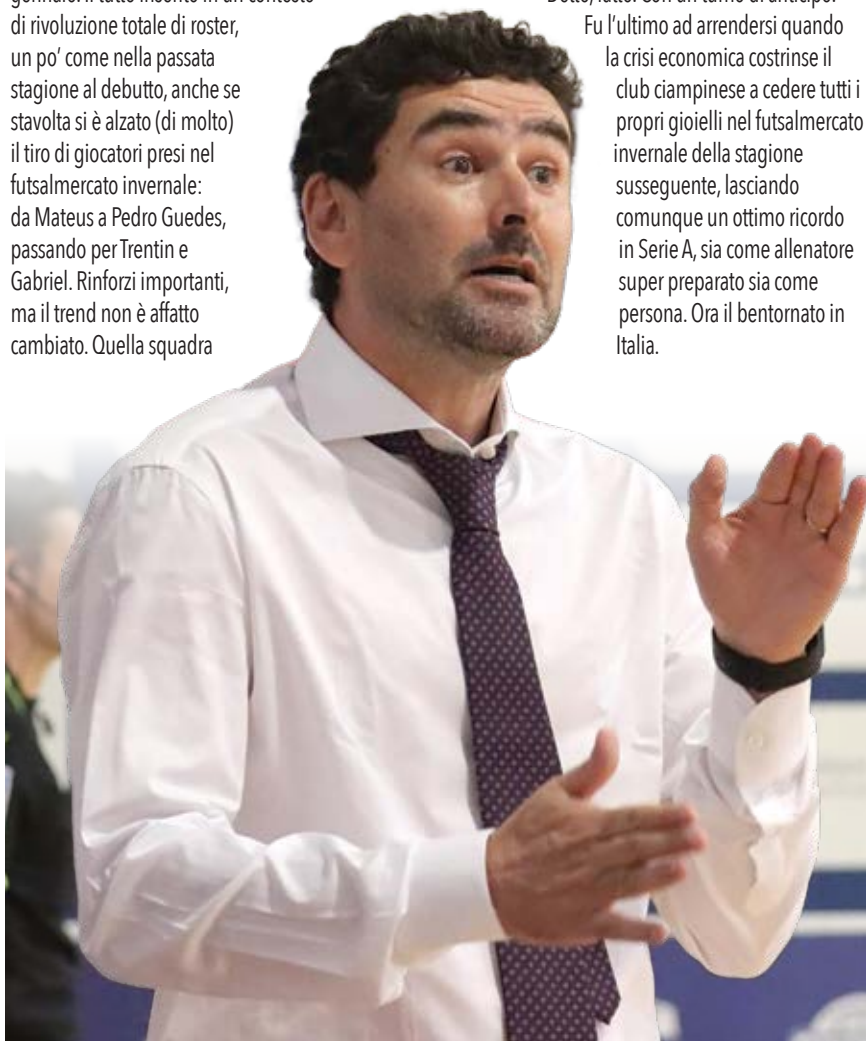 di rivoluzione totale di roster,
un po' come nella passata
stagione al debutto, anche se
stavolta si è alzato (di molto)
il tiro di giocatori presi nel
futsalmercato invernale:
da Mateus a Pedro Guedes,
passando per Trentin e
Gabriel. Rinforzi importanti,
ma il trend non è affatto
cambiato. Quella squadra
Fu l'ultimo ad arrendersi quando
la crisi economica costrinse il
club ciampinese a cedere tutti i
propri gioielli nel futsalmercato
invernale della stagione
susseguente, lasciando
comunque un ottimo ricordo
in Serie A, sia come allenatore
super preparato sia come
persona. Ora il bentornato in
Italia.